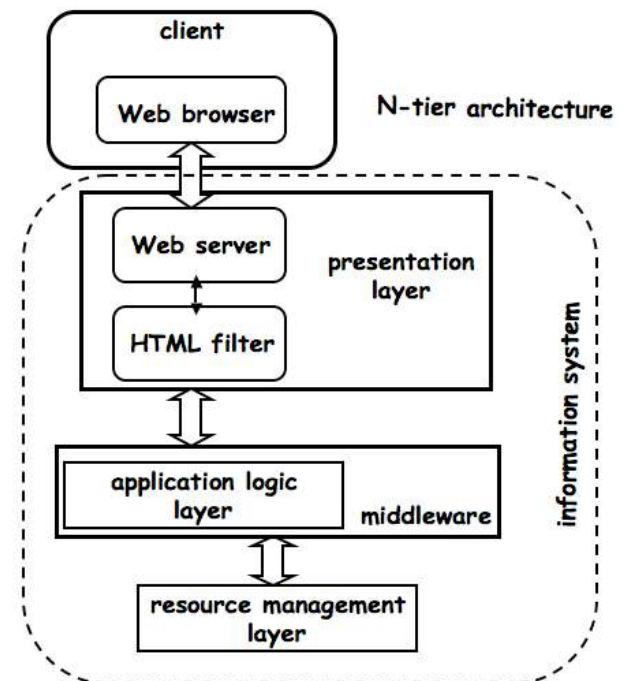 client
Web browser
N-tier architecture
Web server
presentation
layer
HTML filter
information system
application logic
layer
middleware
resource management
layer